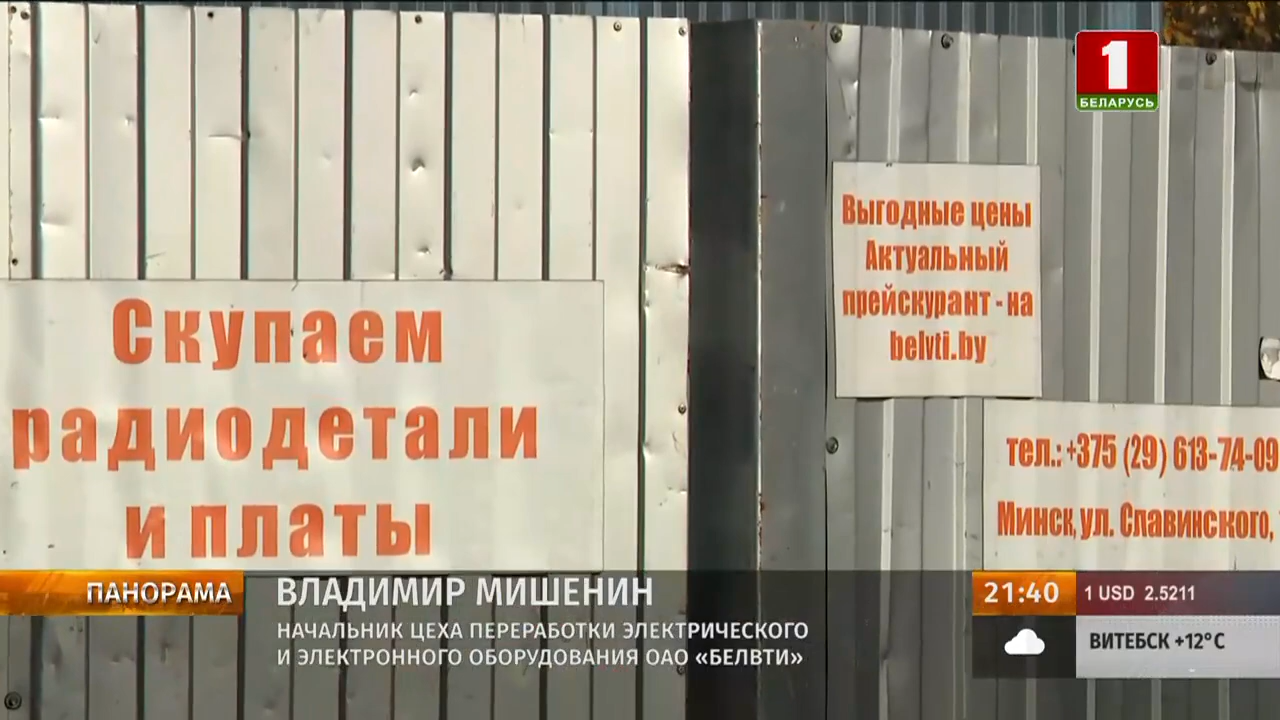 1
БЕЛАРУСЬ
Выгодные цены
Актуальный
прейскурант - на
belvti.by
Скупаем
радиодетали
и платы
тел.: +375 (29) 613-74-09
Минск, ул. Славинского,
ПАНОРАМА
ВЛАДИМИР МИШЕНИН
НАЧАЛЬНИК ЦЕХА ПЕРЕРАБОТКИ ЭЛЕКТРИЧЕСКОГО
И ЭЛЕКТРОННОГО ОБОРУДОВАНИЯ ОАО «БЕЛВТИ»
21:40
1 USD 2.5211
ВИТЕБСК +12°C